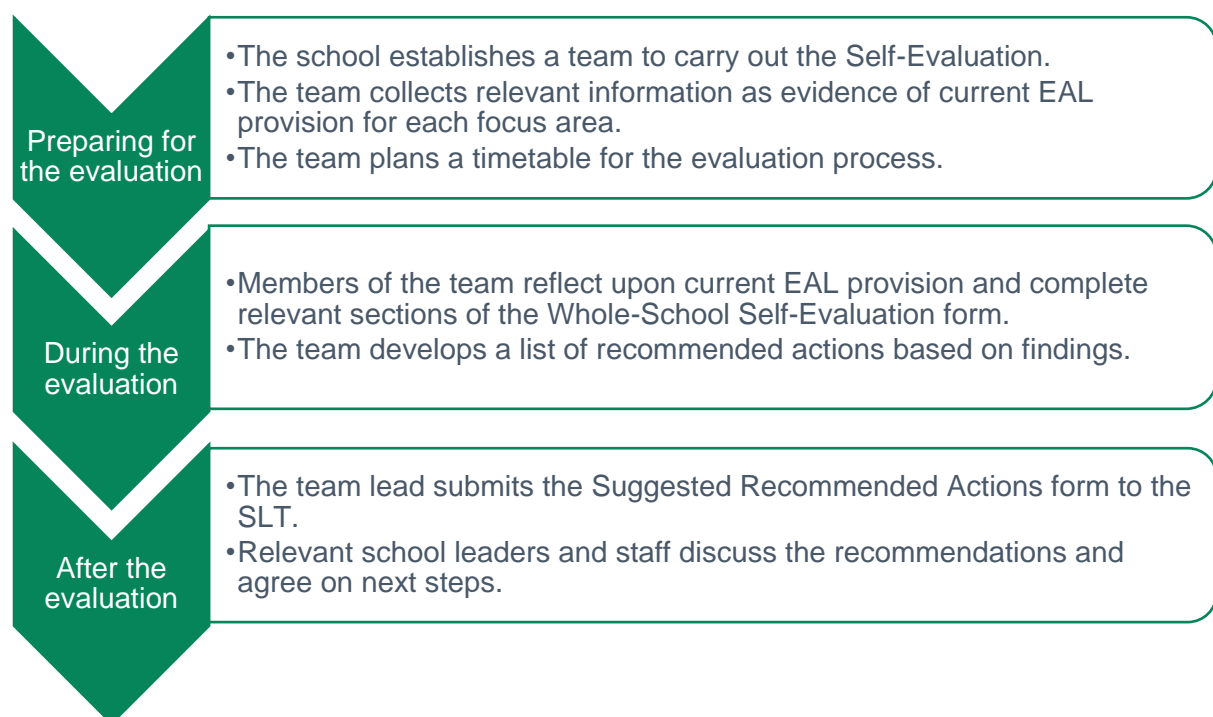 Preparing for
the evaluation
•The school establishes a team to carry out the Self-Evaluation.
•The team collects relevant information as evidence of current EAL
provision for each focus area.
•The team plans a timetable for the evaluation process.
During the
evaluation
•Members of the team reflect upon current EAL provision and complete
relevant sections of the Whole-School Self-Evaluation form.
•The team develops a list of recommended actions based on findings.
After the
evaluation
•The team lead submits the Suggested Recommended Actions form to the
SLT.
•Relevant school leaders and staff discuss the recommendations and
agree on next steps.